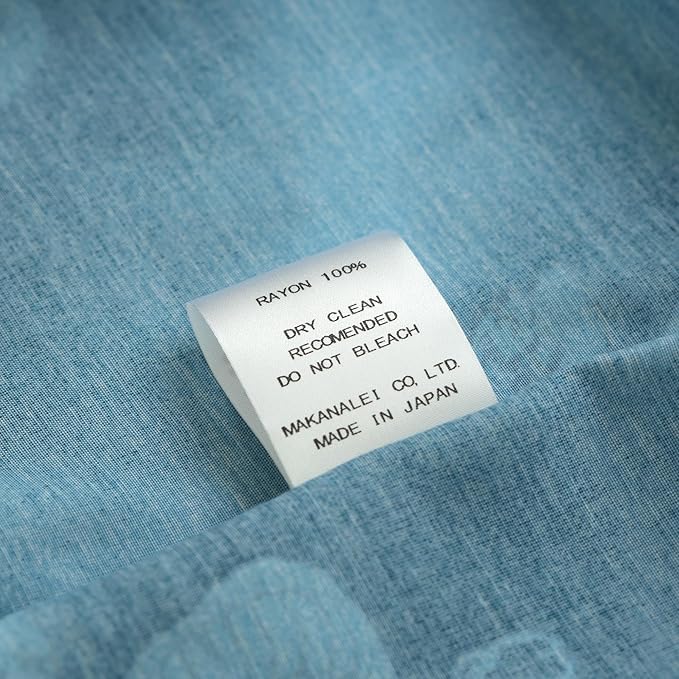 RAYON 100%
DRY CLEAN
RECOMENDED
DO NOT BLEACH
MAKANALEI CO,LTD.
MADE IN JAPAN